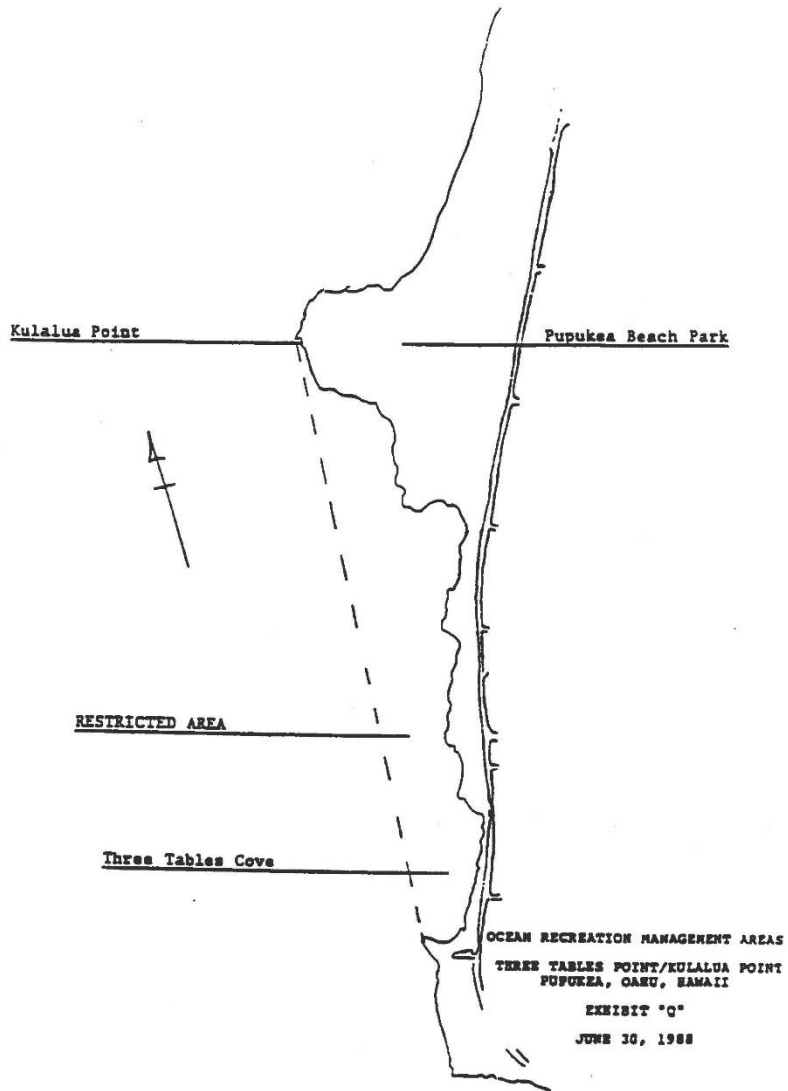 Kulalua Point
Pupukea Beach Park
RESTRICTED AREA
Three Tables Cove
OCEAN RECREATION MANAGEMENT AREAS
THREE TABLES POINT/KULALUA POINT
PUPUKEA, OAHU, HAWAII
EXHIBIT "Q"
JUNE 30, 1988